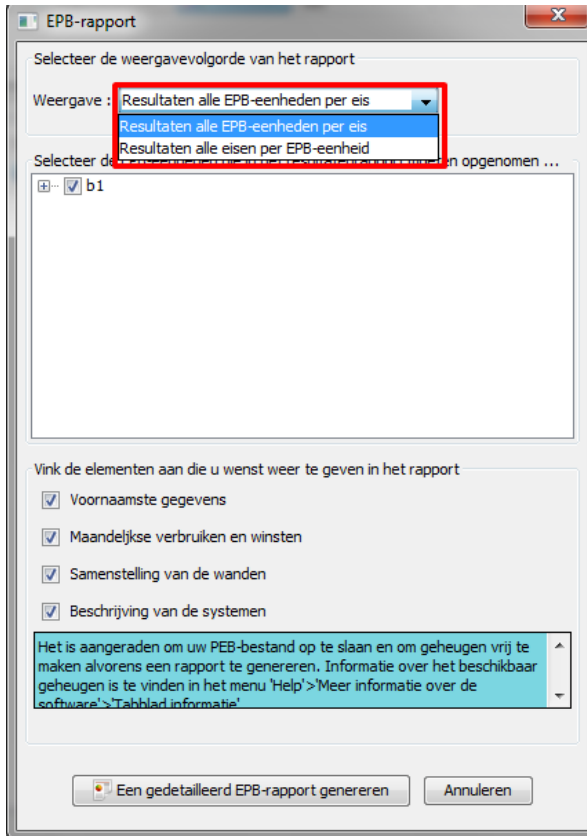 EPB-rapport
Selecteer de weergavevolgorde van het rapport
Weergave : Resultaten alle EPB-eenheden per eis
Resultaten alle EPB-eenheden per eis
Resultaten alle eisen per EPB-eenheid
Selecteer de opgenomen ...
b1
Vink de elementen aan die u wenst weer te geven in het rapport
Voornaamste gegevens
Maandeljkse verbruiken en winsten
Samenstelling van de wanden
Beschrijving van de systemen
Het is aangeraden om uw PEB-bestand op te slaan en om geheugen vrij te
maken alvorens een rapport te genereren. Informatie over het beschikbaar
geheugen is te vinden in het menu 'Help'>'Meer informatie over de
software'>'Tabblad informatie'
Een gedetailleerd EPB-rapport genereren
Annuleren